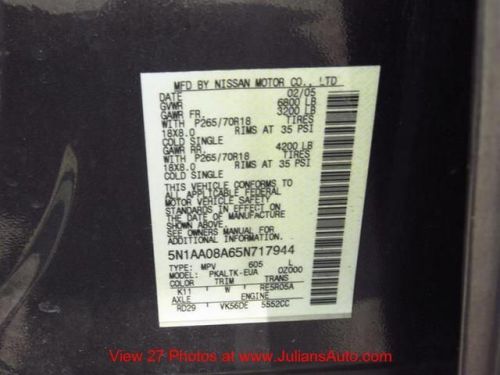 MFD BY NISSAN MOTOR CO., LTD
DATE 02/05
GVWR 6800 LB
GAWR FR. 3200 LB
WITH P265/70R18 TIRES
18X8.0 RIMS AT 35 PSI
COLD SINGLE
GAWR RR. 4200 LB
WITH P265/70R18 TIRES
18X8.0 RIMS AT 35 PSI
COLD SINGLE
THIS VEHICLE CONFORMS TO
ALL APPLICABLE FEDERAL
MOTOR VEHICLE SAFETY
STANDARDS IN EFFECT ON
THE DATE OF MFR. SHOWN ABOVE.
SEE OWNERS MANUAL FOR
ADDITIONAL INFORMATION.
5N1AA08A65N717944
TYPE: MPV 605 L
MODEL: PKALTK-EUA 0Z000
COLOR TRIM TRANS
K11 W RE5R05A
AXLE ENGINE
RD29 VK56DE 5552CC
View 27 Photos at www.JuliansAuto.com